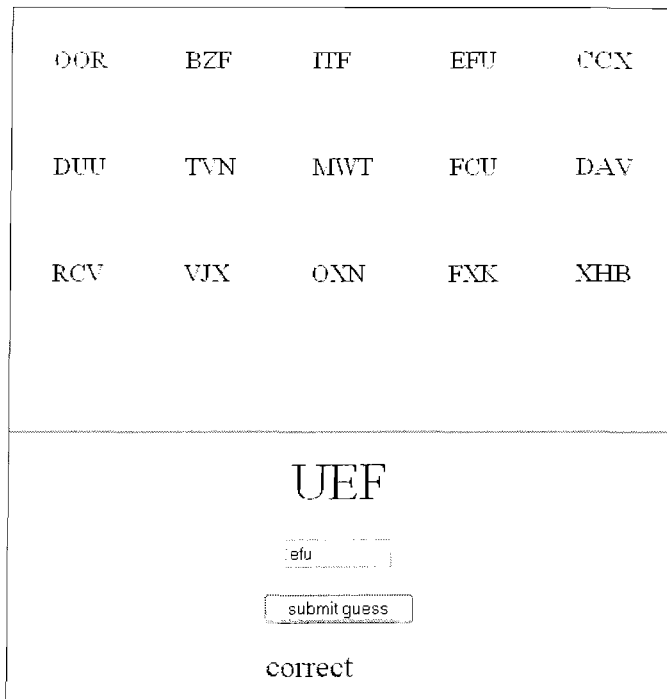 OOR BZF ITF EFU CCX
DUU TVN MWT FCU DAV
RCV VJX OXN FXK XHB
UEF
efu
submit guess
correct